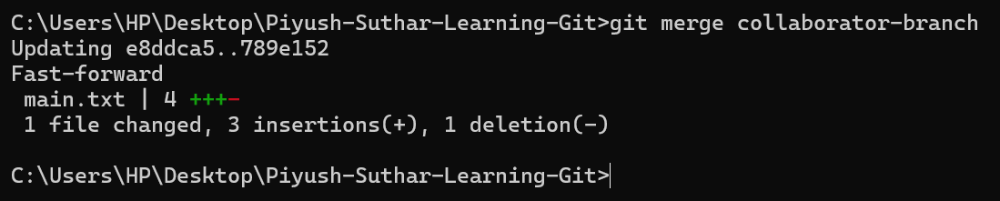 C:\Users\HP\Desktop\Piyush-Suthar-Learning-Git>git merge collaborator-branch
Updating e8ddca5..789e152
Fast-forward
 main.txt | 4 +++-
 1 file changed, 3 insertions(+), 1 deletion(-)
C:\Users\HP\Desktop\Piyush-Suthar-Learning-Git>